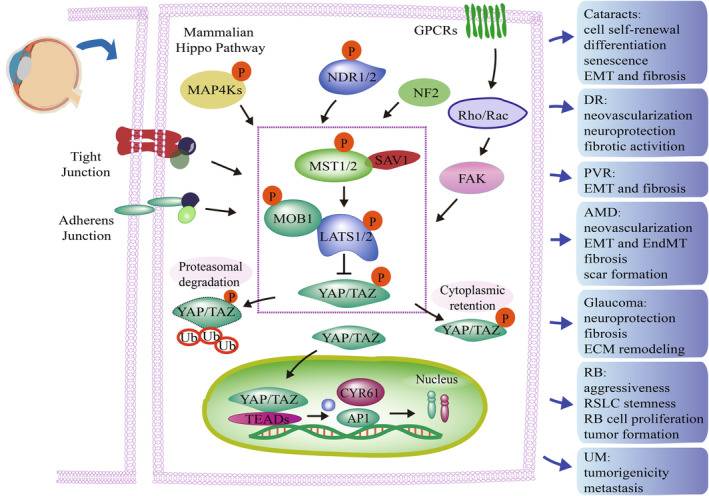 Mammalian
Hippo Pathway
GPCRs
P
MAP4Ks
P
NDR1/2
NF2
Rho/Rac
FAK
Tight
Junction
Adherens
Junction
P
MST1/2
SAV1
P
MOB1
P
LATS1/2
P
YAP/TAZ
Proteasomal
degradation
P
YAP/TAZ
Ub
Ub
Ub
Cytoplasmic
retention
P
YAP/TAZ
YAP/TAZ
YAP/TAZ
TEADs
CYR61
AP1
Nucleus
Cataracts:
cell self-renewal
differentiation
senescence
EMT and fibrosis
DR:
neovascularization
neuroprotection
fibrotic activition
PVR:
EMT and fibrosis
AMD:
neovascularization
EMT and EndMT
fibrosis
scar formation
Glaucoma:
neuroprotection
fibrosis
ECM remodeling
RB:
aggressiveness
RSLC stemness
RB cell proliferation
tumor formation
UM:
tumorigenicity
metastasis